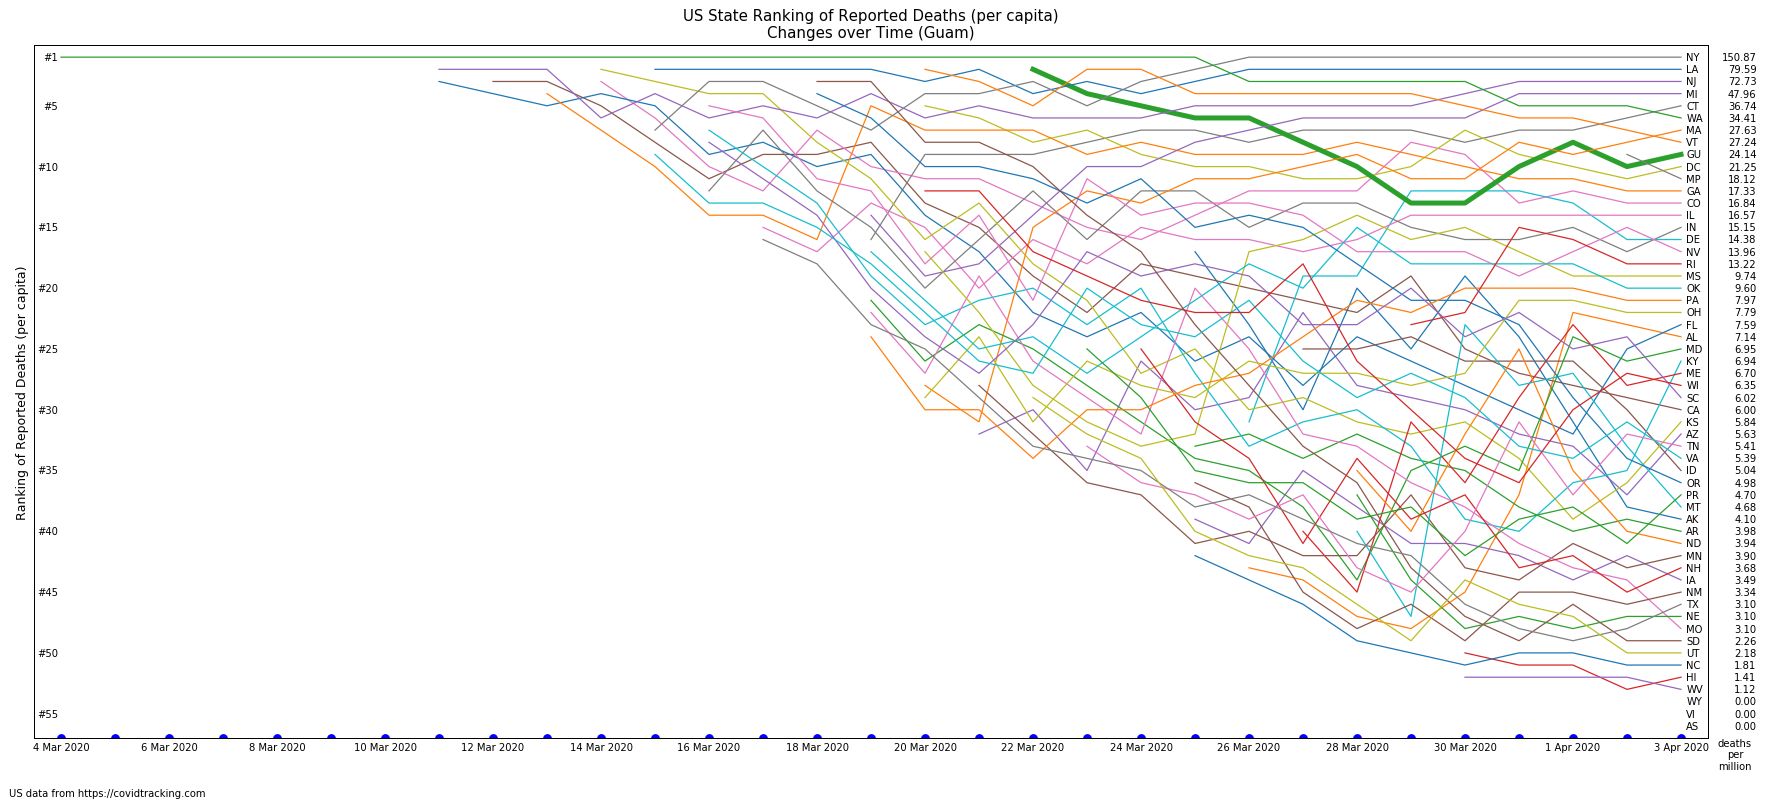 US State Ranking of Reported Deaths (per capita)
Changes over Time (Guam)
Ranking of Reported Deaths (per capita)
#1
#5
#10
#15
#20
#25
#30
#35
#40
#45
#50
#55
NY 150.87
LA 79.59
NJ 72.73
MI 47.96
CT 36.74
WA 34.41
MA 27.63
VT 27.24
GU 24.14
DC 21.25
MP 18.12
GA 17.33
CO 16.84
IL 16.57
IN 15.15
DE 14.38
NV 13.96
RI 13.22
MS 9.74
OK 9.60
PA 7.97
OH 7.79
FL 7.59
AL 7.14
MD 6.95
KY 6.94
ME 6.70
WI 6.35
SC 6.02
CA 6.00
KS 5.84
AZ 5.63
TN 5.41
VA 5.39
ID 5.04
OR 4.98
PR 4.70
MT 4.68
AK 4.10
AR 3.98
ND 3.94
MN 3.90
NH 3.68
IA 3.49
NM 3.34
TX 3.10
NE 3.10
MO 3.10
SD 2.26
UT 2.18
NC 1.81
HI 1.41
WV 1.12
WY 0.00
VI 0.00
AS 0.00
4 Mar 2020 6 Mar 2020 8 Mar 2020 10 Mar 2020 12 Mar 2020 14 Mar 2020 16 Mar 2020 18 Mar 2020 20 Mar 2020 22 Mar 2020 24 Mar 2020 26 Mar 2020 28 Mar 2020 30 Mar 2020 1 Apr 2020 3 Apr 2020
deaths
per
million
US data from https://covidtracking.com